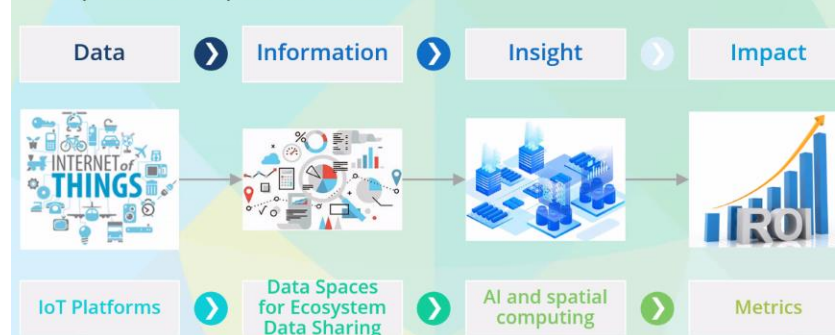 Data
Information
Insight
Impact
INTERNET of
THINGS
ROI
IoT Platforms
Data Spaces
for Ecosystem
Data Sharing
AI and spatial
computing
Metrics